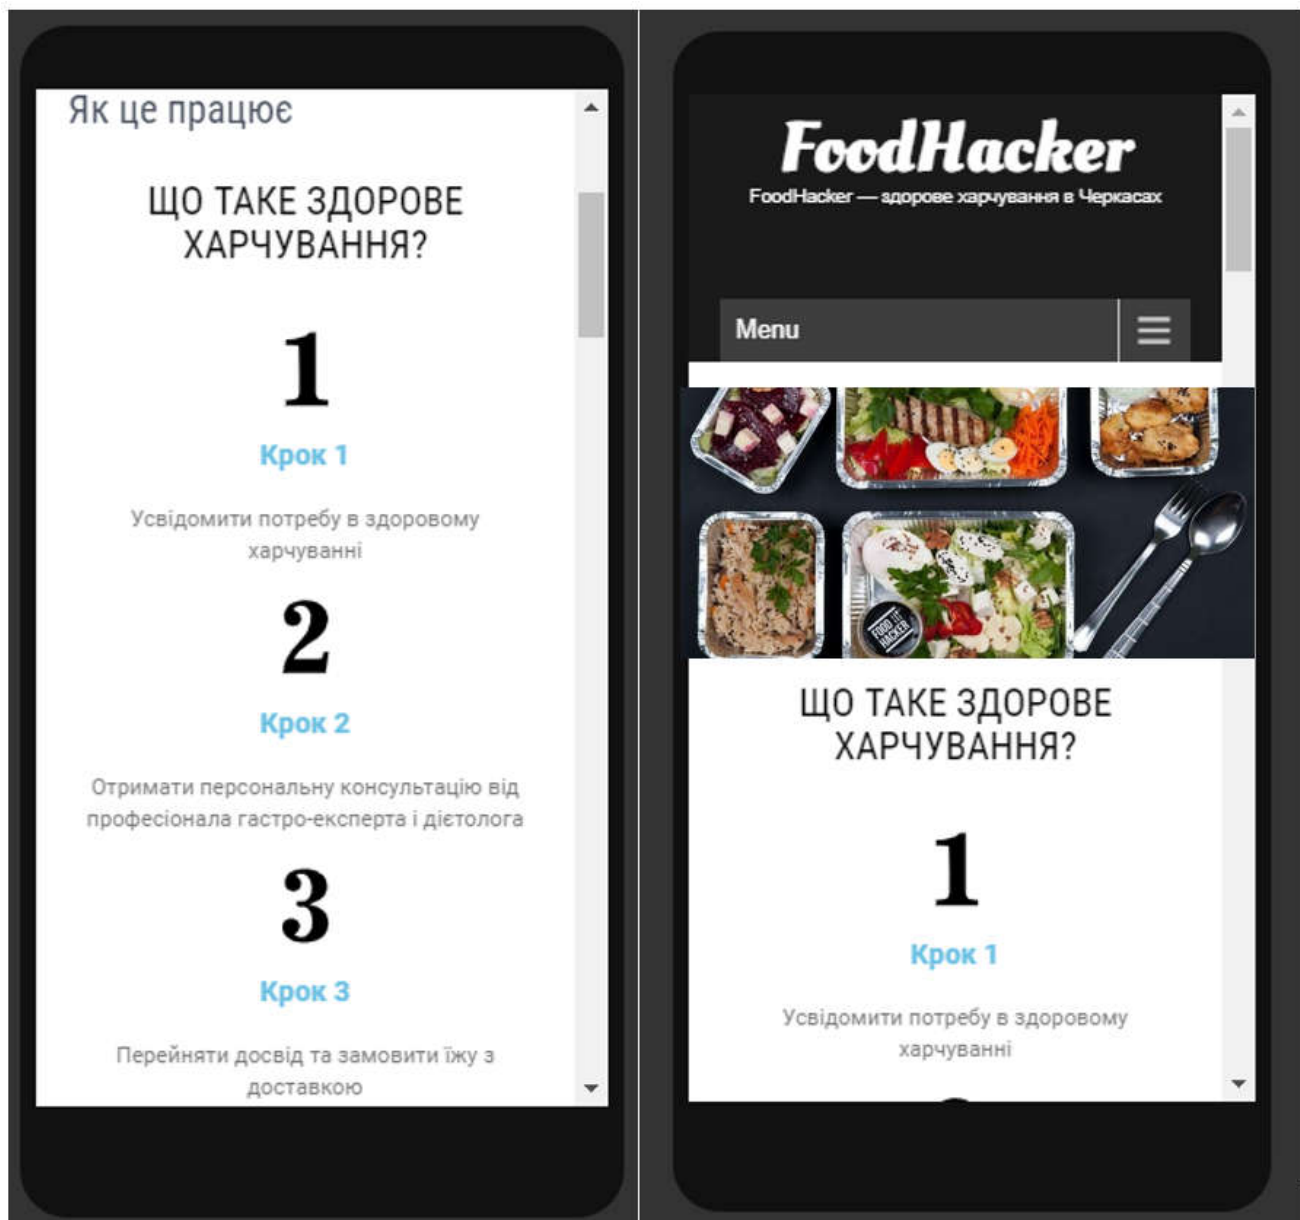 Як це працює
ЩО ТАКЕ ЗДОРОВЕ
ХАРЧУВАННЯ?
1
Крок 1
Усвідомити потребу в здоровому
харчуванні
2
Крок 2
Отримати персональну консультацію від
професіонала гастро-експерта і дієтолога
3
Крок 3
Перейняти досвід та замовити їжу з
доставкою
FoodHacker
FoodHacker — здорове харчування в Черкасах
Menu
FOOD
HACKER
ЩО ТАКЕ ЗДОРОВЕ
ХАРЧУВАННЯ?
1
Крок 1
Усвідомити потребу в здоровому
харчуванні